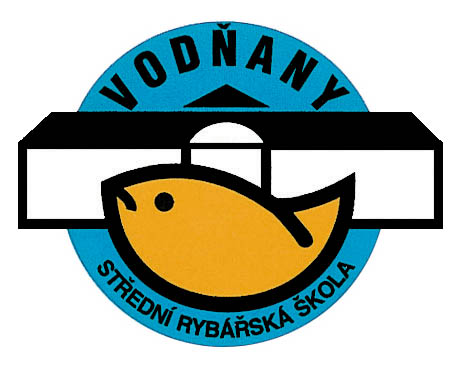 VODŇANY
STŘEDNÍ RYBÁŘSKÁ ŠKOLA